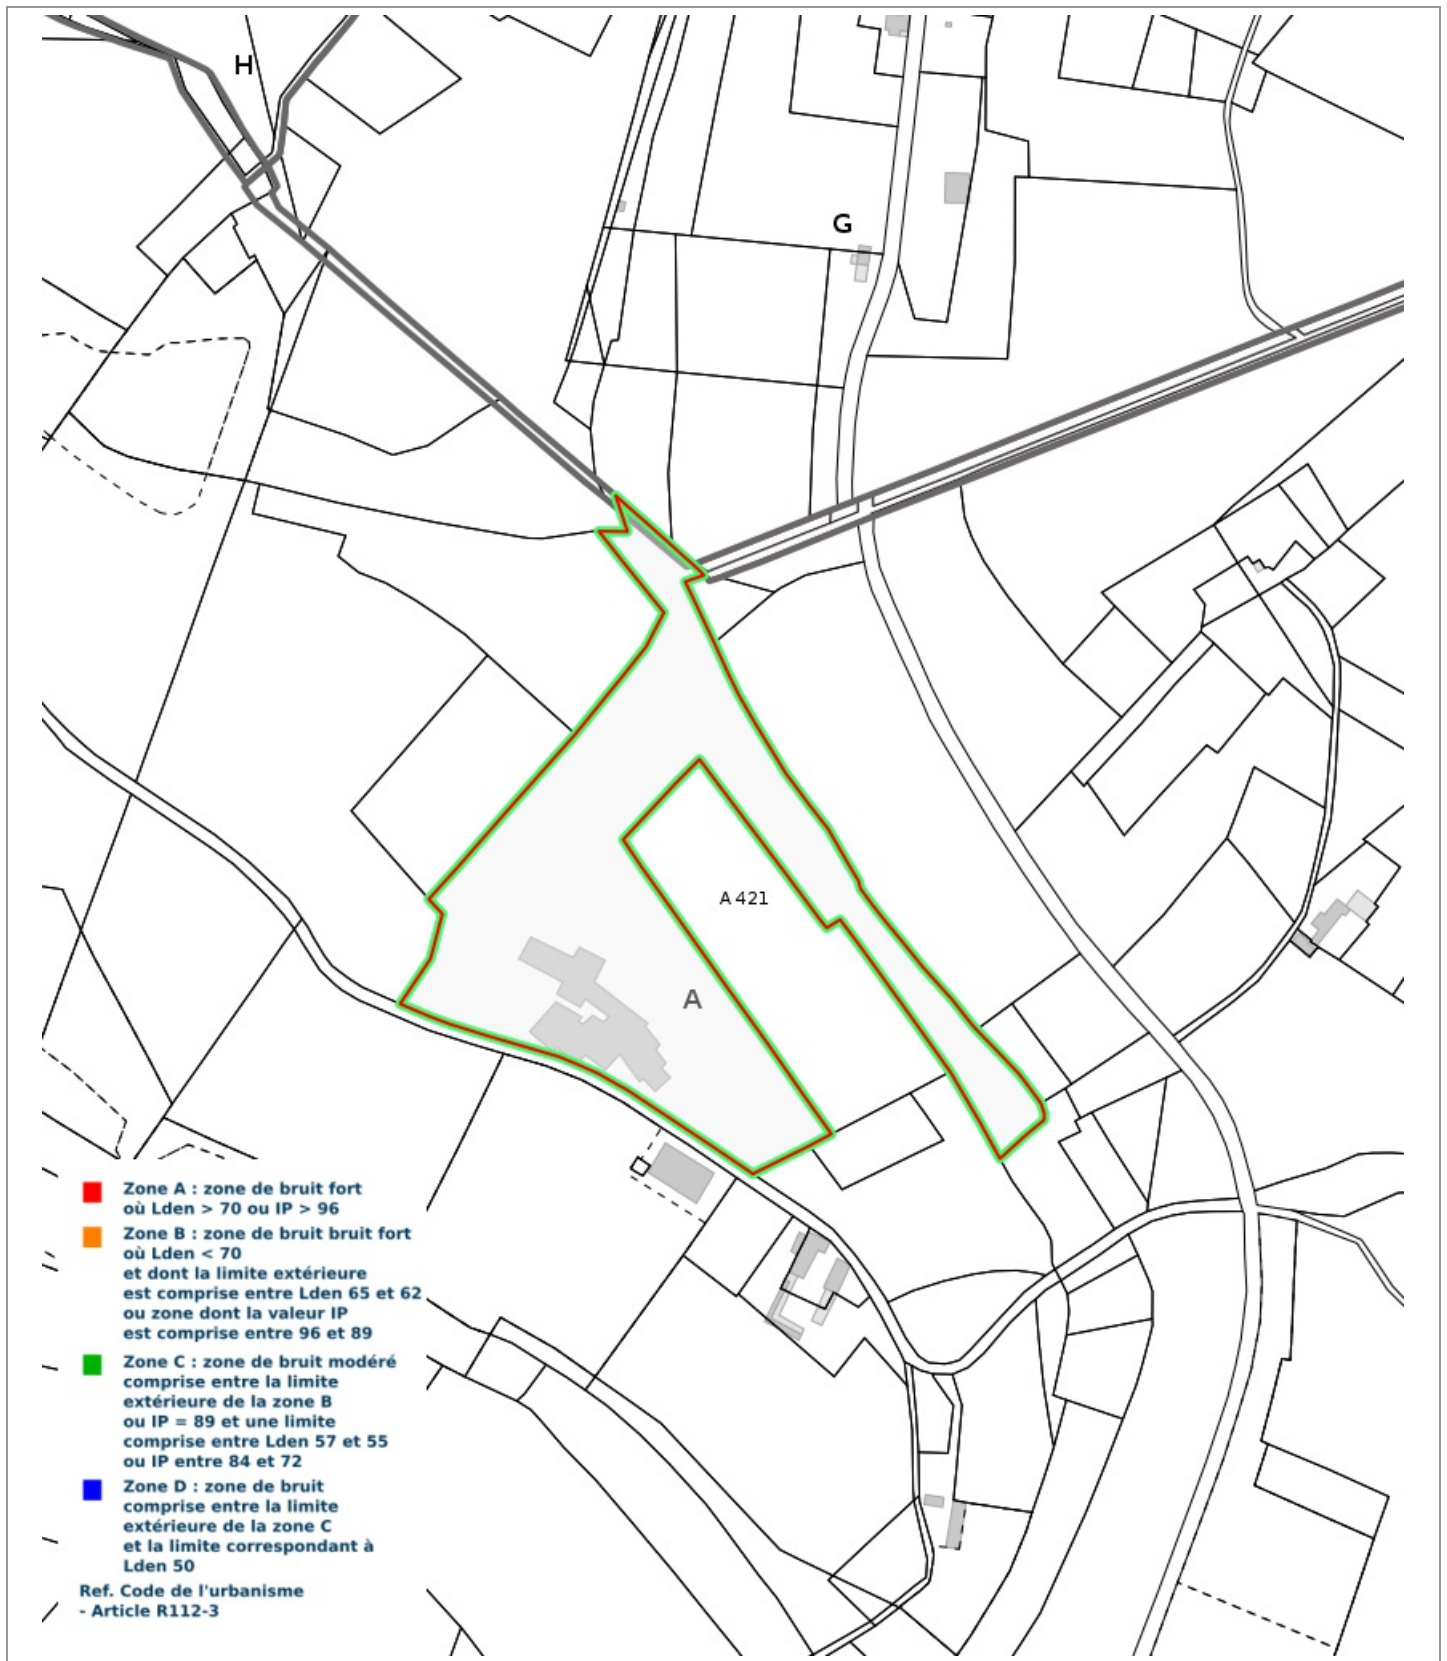 H
G
A 421
A
Zone A : zone de bruit fort
où Lden > 70 ou IP > 96
Zone B : zone de bruit bruit fort
où Lden < 70
et dont la limite extérieure
est comprise entre Lden 65 et 62
ou zone dont la valeur IP
est comprise entre 96 et 89
Zone C : zone de bruit modéré
comprise entre la limite
extérieure de la zone B
ou IP = 89 et une limite
comprise entre Lden 57 et 55
ou IP entre 84 et 72
Zone D : zone de bruit
comprise entre la limite
extérieure de la zone C
et la limite correspondant à
Lden 50
Ref. Code de l'urbanisme
- Article R112-3